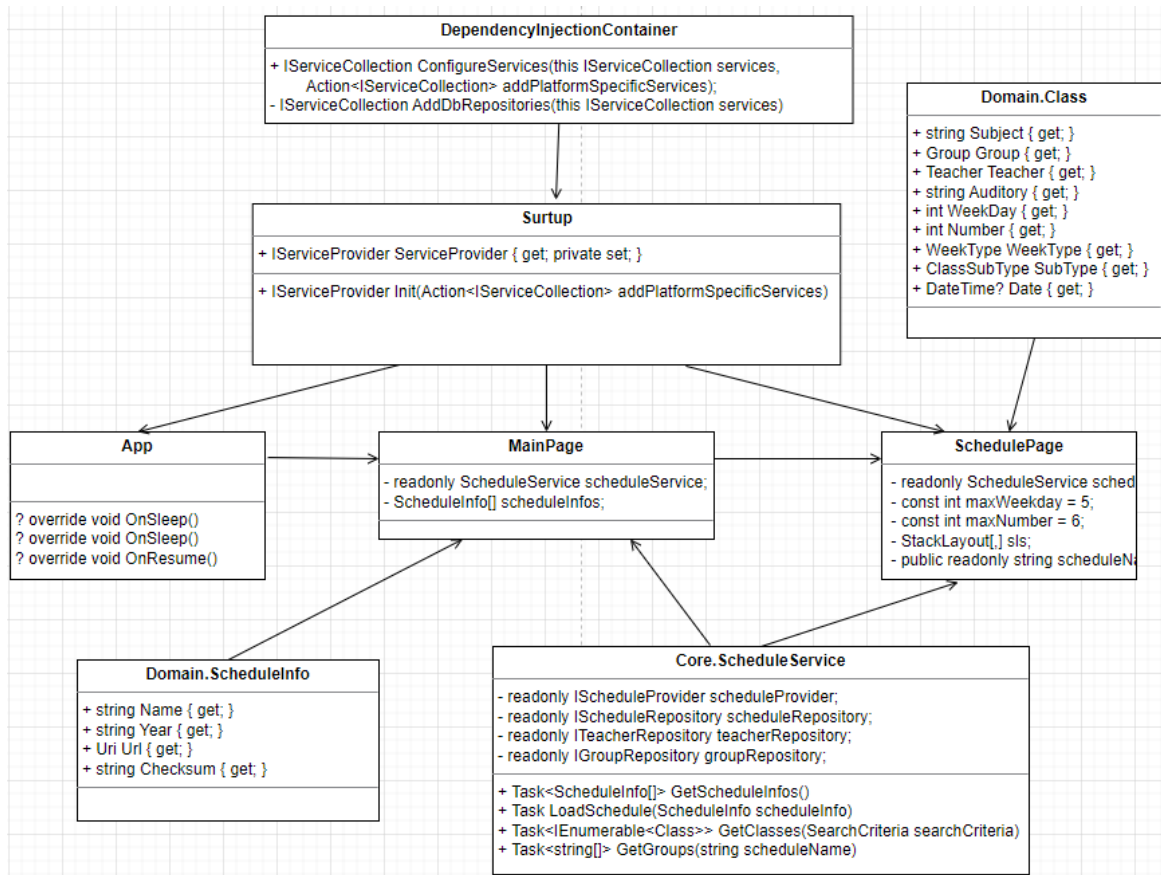 DependencyInjectionContainer
+ IServiceCollection ConfigureServices(this IServiceCollection services,
Action<IServiceCollection> addPlatformSpecificServices);
- IServiceCollection AddDbRepositories(this IServiceCollection services)
Domain.Class
+ string Subject { get; }
+ Group Group { get; }
+ Teacher Teacher { get; }
+ string Auditory { get; }
+ int WeekDay { get; }
+ int Number { get; }
+ WeekType WeekType { get; }
+ ClassSubType SubType { get; }
+ DateTime? Date { get; }
Surtup
+ IServiceProvider ServiceProvider { get; private set; }
+ IServiceProvider Init(Action<IServiceCollection> addPlatformSpecificServices)
App
? override void OnSleep()
? override void OnSleep()
? override void OnResume()
MainPage
- readonly ScheduleService scheduleService;
- ScheduleInfo[] scheduleInfos;
SchedulePage
- readonly ScheduleService sched
- const int maxWeekday = 5;
- const int maxNumber = 6;
- StackLayout[,] sls;
- public readonly string scheduleNa
Domain.ScheduleInfo
+ string Name { get; }
+ string Year { get; }
+ Uri Url { get; }
+ string Checksum { get; }
Core.ScheduleService
- readonly IScheduleProvider scheduleProvider;
- readonly IScheduleRepository scheduleRepository;
- readonly ITeacherRepository teacherRepository;
- readonly IGroupRepository groupRepository;
+ Task<ScheduleInfo[]> GetScheduleInfos()
+ Task LoadSchedule(ScheduleInfo scheduleInfo)
+ Task<IEnumerable<Class>> GetClasses(SearchCriteria searchCriteria)
+ Task<string[]> GetGroups(string scheduleName)